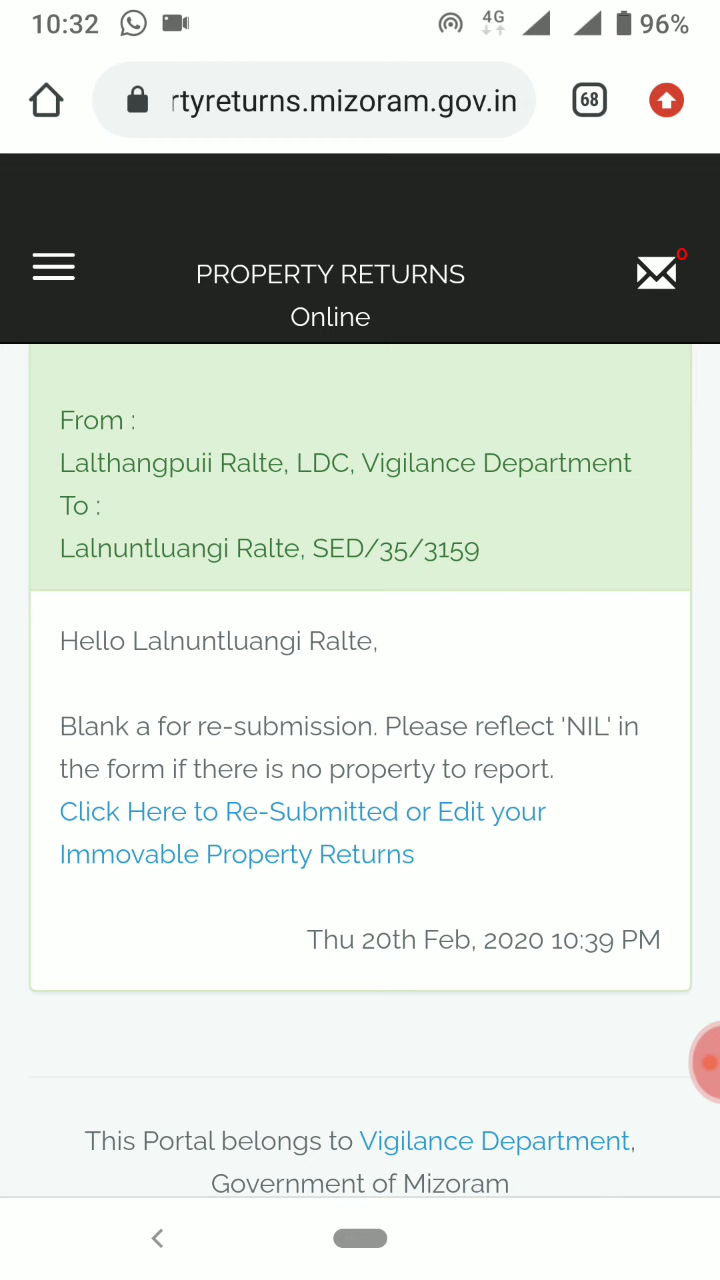 10:32
4G
96%
rtyreturns.mizoram.gov.in
68
PROPERTY RETURNS
0
Online
From :
Lalthangpuii Ralte, LDC, Vigilance Department
To :
Lalnuntluangi Ralte, SED/35/3159
Hello Lalnuntluangi Ralte,
Blank a for re-submission. Please reflect 'NIL' in
the form if there is no property to report.
Click Here to Re-Submitted or Edit your
Immovable Property Returns
Thu 20th Feb, 2020 10:39 PM
This Portal belongs to Vigilance Department,
Government of Mizoram